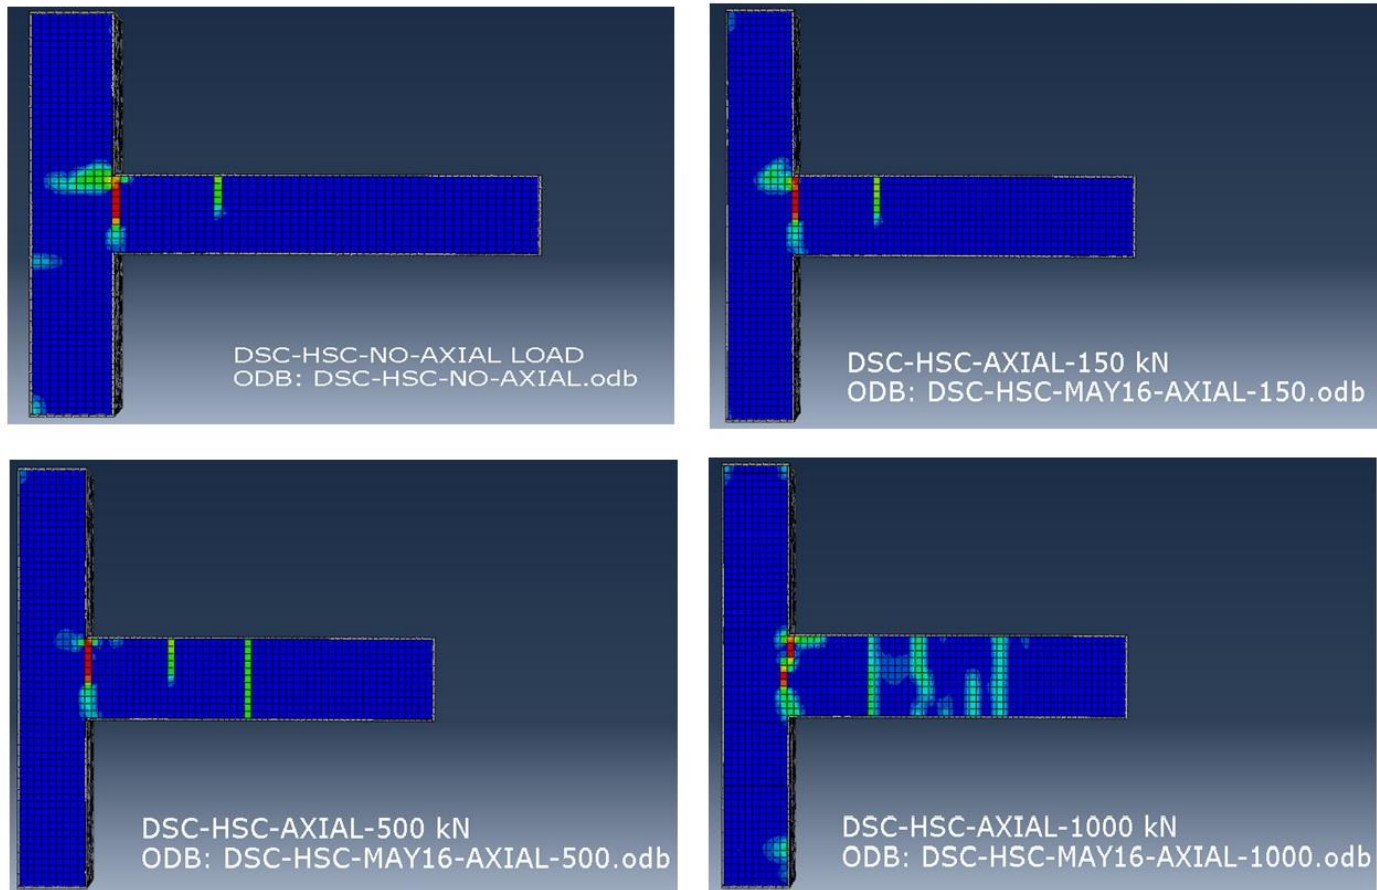 DSC-HSC-NO-AXIAL LOAD
ODB: DSC-HSC-NO-AXIAL.odb
DSC-HSC-AXIAL-150 kN
ODB: DSC-HSC-MAY16-AXIAL-150.odb
DSC-HSC-AXIAL-500 kN
ODB: DSC-HSC-MAY16-AXIAL-500.odb
DSC-HSC-AXIAL-1000 kN
ODB: DSC-HSC-MAY16-AXIAL-1000.odb